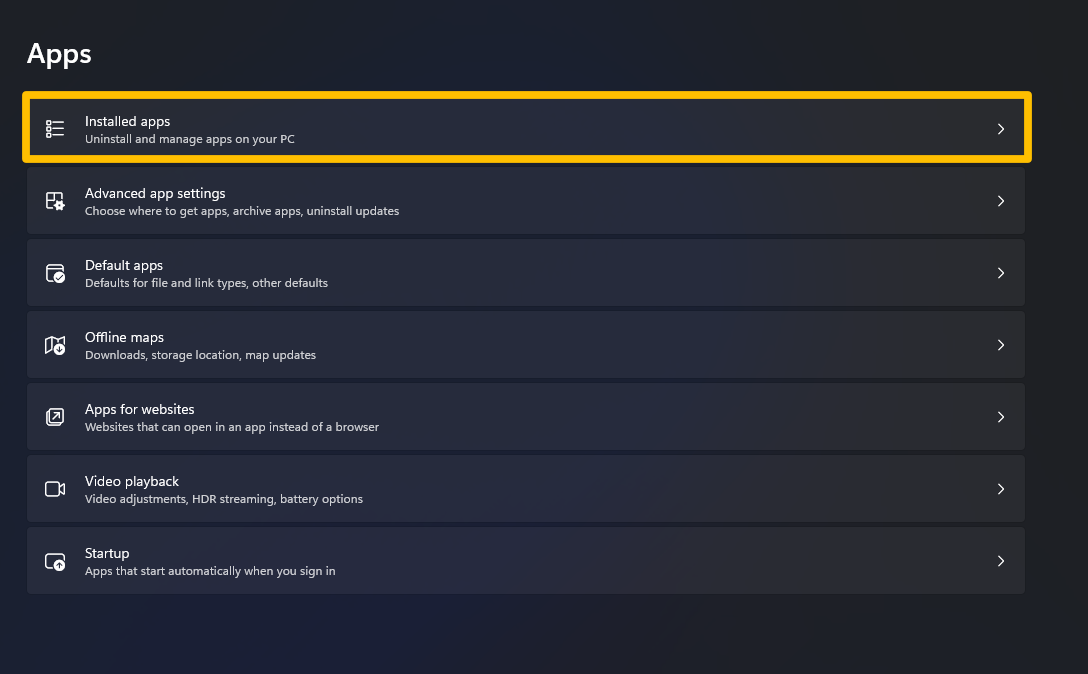 Apps
Installed apps
Uninstall and manage apps on your PC
Advanced app settings
Choose where to get apps, archive apps, uninstall updates
Default apps
Defaults for file and link types, other defaults
Offline maps
Downloads, storage location, map updates
Apps for websites
Websites that can open in an app instead of a browser
Video playback
Video adjustments, HDR streaming, battery options
Startup
Apps that start automatically when you sign in